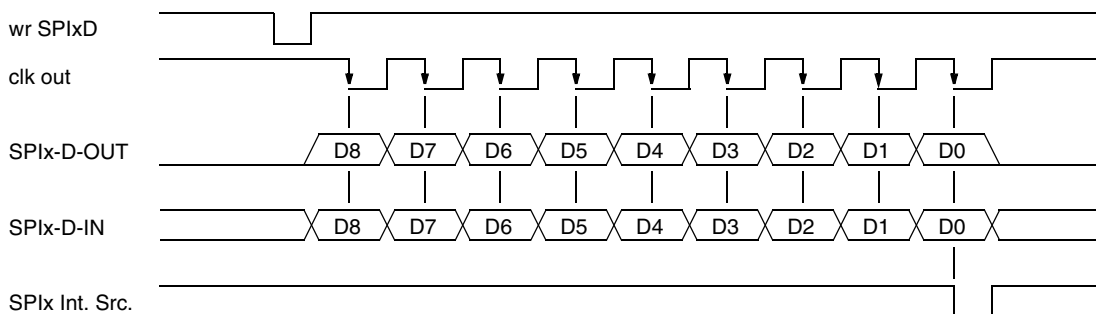 wr SPIxD
clk out
SPIx-D-OUT D8 D7 D6 D5 D4 D3 D2 D1 D0
SPIx-D-IN D8 D7 D6 D5 D4 D3 D2 D1 D0
SPIx Int. Src.